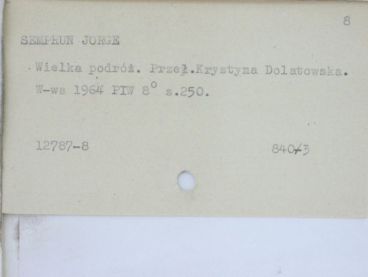 8
SEMPRUN JORGE
Wielka podróż. Przeł.Krystyna Dolatowska.
W-wa 1964 PIW 8° s.250.
12787-8 840/3